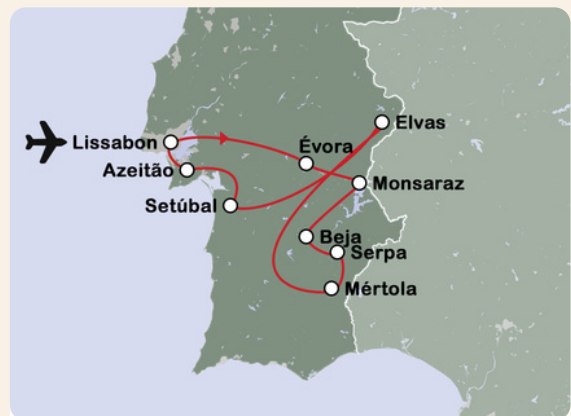 Elvas
Lissabon
Évora
Azeitão
Monsaraz
Setúbal
Beja
Serpa
Mértola